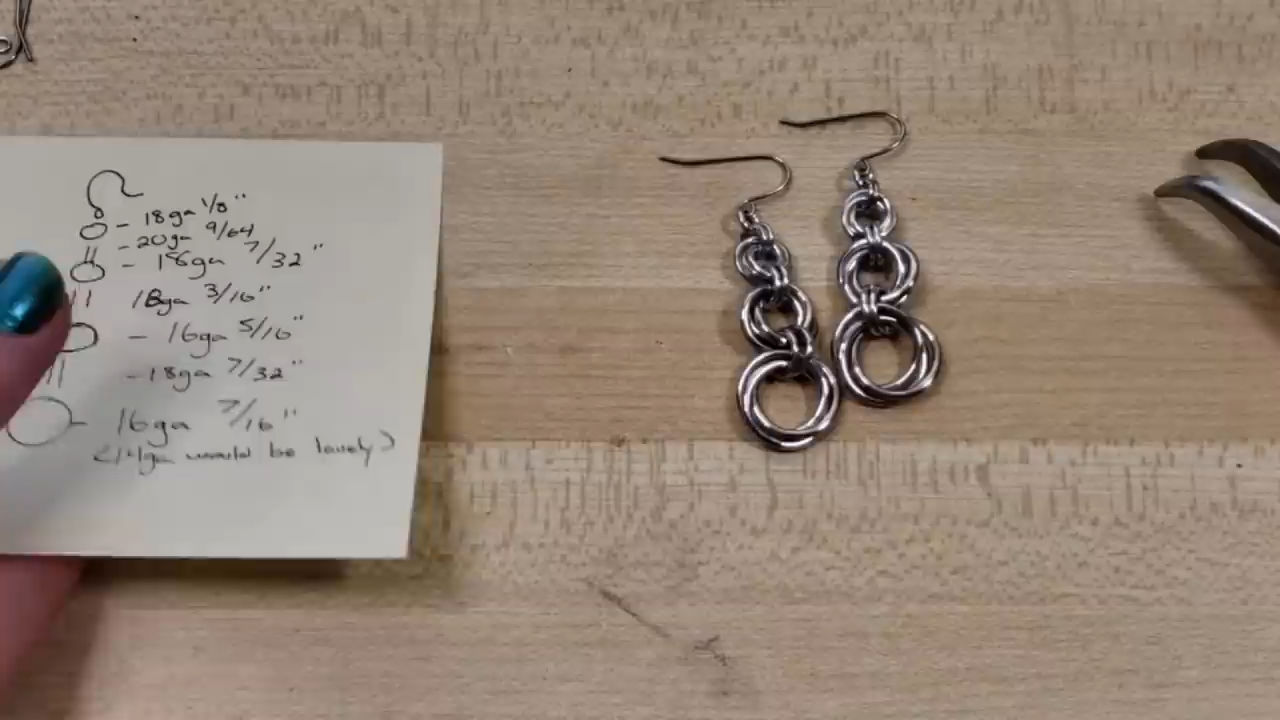 - 18ga 1/8"
- 20ga 9/64
- 18ga 7/32"
18ga 3/16"
- 16ga 5/16"
- 18ga 7/32"
16ga 7/16"
(14ga would be lovely)